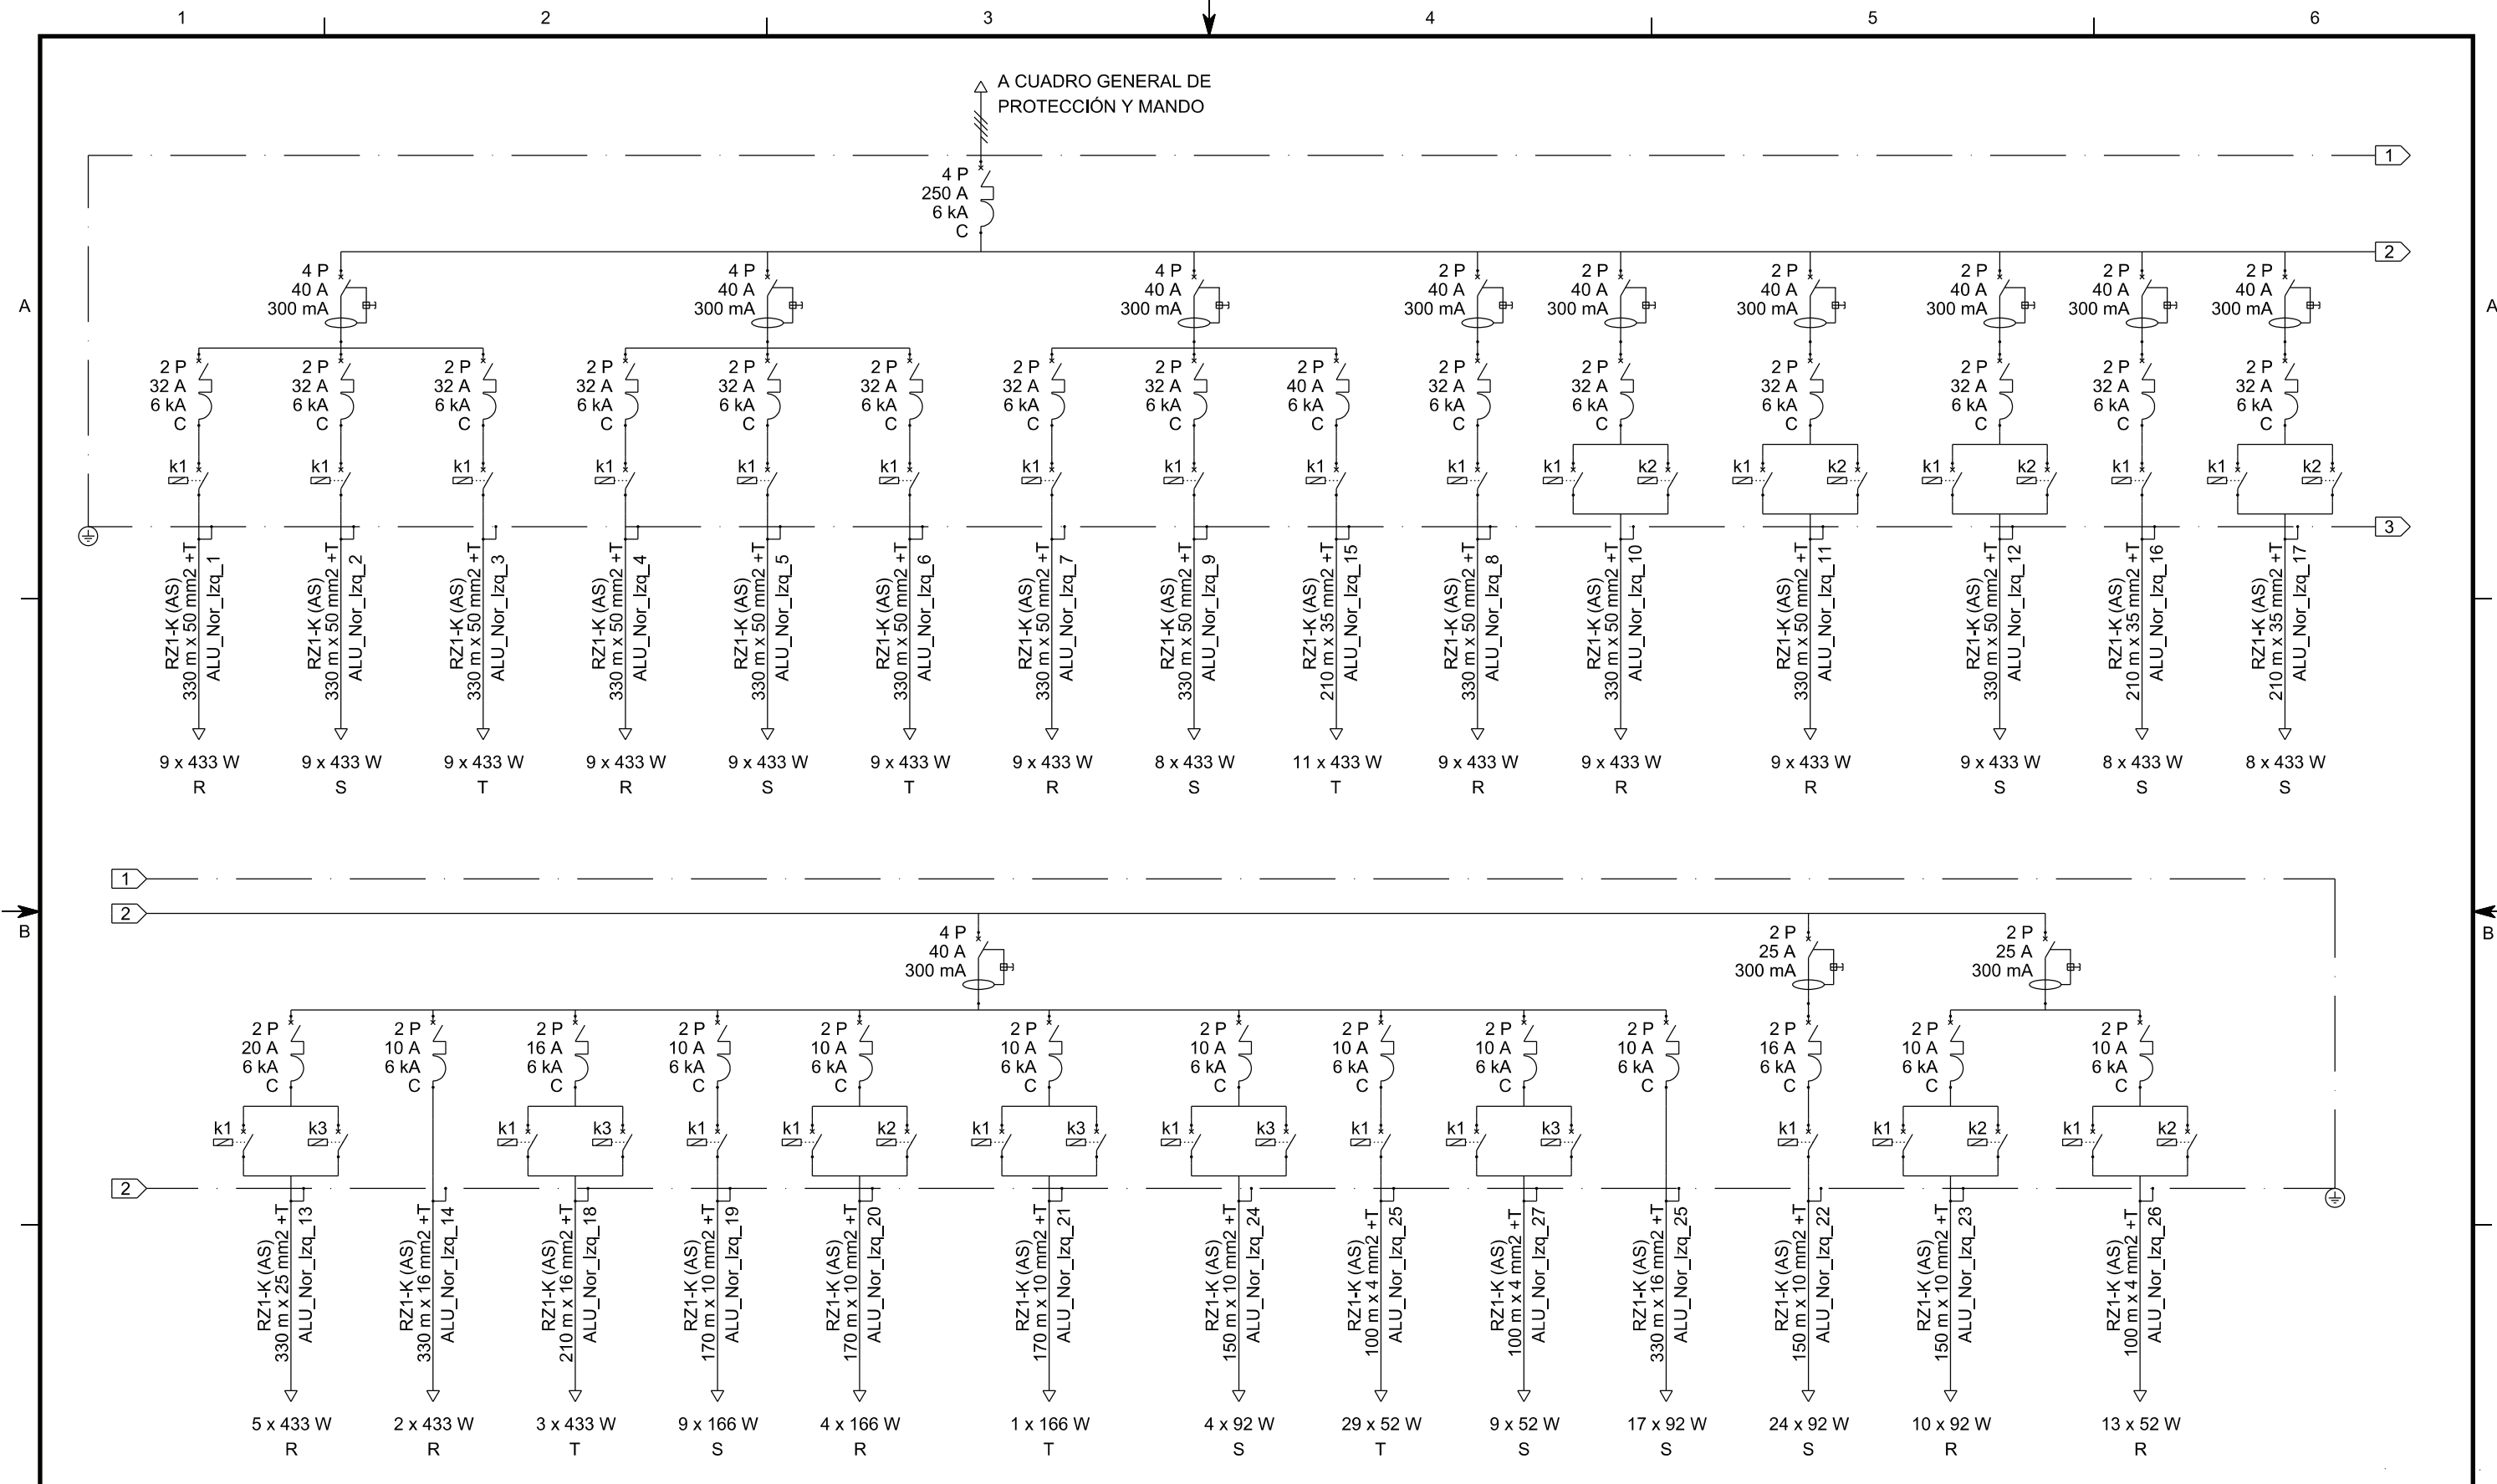 1 2 3 4 5 6
A CUADRO GENERAL DE
PROTECCIÓN Y MANDO
1
4 P
250 A
6 kA
C
2
4 P 4 P 4 P 2 P 2 P 2 P 2 P 2 P 2 P
A 40 A 40 A 40 A 40 A 40 A 40 A 40 A 40 A 40 A A
300 mA 300 mA 300 mA 300 mA 300 mA 300 mA 300 mA 300 mA 300 mA
2 P 2 P 2 P 2 P 2 P 2 P 2 P 2 P 2 P 2 P 2 P 2 P 2 P 2 P 2 P
32 A 32 A 32 A 32 A 32 A 32 A 32 A 32 A 40 A 32 A 32 A 32 A 32 A 32 A 32 A
6 kA 6 kA 6 kA 6 kA 6 kA 6 kA 6 kA 6 kA 6 kA 6 kA 6 kA 6 kA 6 kA 6 kA 6 kA
C C C C C C C C C C C C C C C
k1 k1 k1 k1 k1 k1 k1 k1 k1 k1 k1 k2 k1 k2 k1 k2 k1 k1 k2
3
RZ1-K (AS)
330 m x 50 mm2 +T
ALU_Nor_Izq_1
RZ1-K (AS)
330 m x 50 mm2 +T
ALU_Nor_Izq_2
RZ1-K (AS)
330 m x 50 mm2 +T
ALU_Nor_Izq_3
RZ1-K (AS)
330 m x 50 mm2 +T
ALU_Nor_Izq_4
RZ1-K (AS)
330 m x 50 mm2 +T
ALU_Nor_Izq_5
RZ1-K (AS)
330 m x 50 mm2 +T
ALU_Nor_Izq_6
RZ1-K (AS)
330 m x 50 mm2 +T
ALU_Nor_Izq_7
RZ1-K (AS)
330 m x 50 mm2 +T
ALU_Nor_Izq_9
RZ1-K (AS)
210 m x 35 mm2 +T
ALU_Nor_Izq_15
RZ1-K (AS)
330 m x 50 mm2 +T
ALU_Nor_Izq_8
RZ1-K (AS)
330 m x 50 mm2 +T
ALU_Nor_Izq_10
RZ1-K (AS)
330 m x 50 mm2 +T
ALU_Nor_Izq_11
RZ1-K (AS)
330 m x 50 mm2 +T
ALU_Nor_Izq_12
RZ1-K (AS)
210 m x 35 mm2 +T
ALU_Nor_Izq_16
RZ1-K (AS)
210 m x 35 mm2 +T
ALU_Nor_Izq_17
9 x 433 W 9 x 433 W 9 x 433 W 9 x 433 W 9 x 433 W 9 x 433 W 9 x 433 W 8 x 433 W 11 x 433 W 9 x 433 W 9 x 433 W 9 x 433 W 9 x 433 W 8 x 433 W 8 x 433 W
R S T R S T R S T R R R S S S
1
2
B 4 P 2 P 2 P B
40 A 25 A 25 A
300 mA 300 mA 300 mA
2 P 2 P 2 P 2 P 2 P 2 P 2 P 2 P 2 P 2 P 2 P 2 P 2 P
20 A 10 A 16 A 10 A 10 A 10 A 10 A 10 A 10 A 10 A 16 A 10 A 10 A
6 kA 6 kA 6 kA 6 kA 6 kA 6 kA 6 kA 6 kA 6 kA 6 kA 6 kA 6 kA 6 kA
C C C C C C C C C C C C C
k1 k3 k1 k3 k1 k1 k2 k1 k3 k1 k3 k1 k1 k3 k1 k1 k2 k1 k2
2
RZ1-K (AS)
330 m x 25 mm2 +T
ALU_Nor_Izq_13
RZ1-K (AS)
330 m x 16 mm2 +T
ALU_Nor_Izq_14
RZ1-K (AS)
210 m x 16 mm2 +T
ALU_Nor_Izq_18
RZ1-K (AS)
170 m x 10 mm2 +T
ALU_Nor_Izq_19
RZ1-K (AS)
170 m x 10 mm2 +T
ALU_Nor_Izq_20
RZ1-K (AS)
170 m x 10 mm2 +T
ALU_Nor_Izq_21
RZ1-K (AS)
150 m x 10 mm2 +T
ALU_Nor_Izq_24
RZ1-K (AS)
100 m x 4 mm2 +T
ALU_Nor_Izq_25
RZ1-K (AS)
100 m x 4 mm2 +T
ALU_Nor_Izq_27
RZ1-K (AS)
330 m x 16 mm2 +T
ALU_Nor_Izq_25
RZ1-K (AS)
150 m x 10 mm2 +T
ALU_Nor_Izq_22
RZ1-K (AS)
150 m x 10 mm2 +T
ALU_Nor_Izq_23
RZ1-K (AS)
100 m x 4 mm2 +T
ALU_Nor_Izq_26
5 x 433 W 2 x 433 W 3 x 433 W 9 x 166 W 4 x 166 W 1 x 166 W 4 x 92 W 29 x 52 W 9 x 52 W 17 x 92 W 24 x 92 W 10 x 92 W 13 x 52 W
R R T S R T S T S S S R R